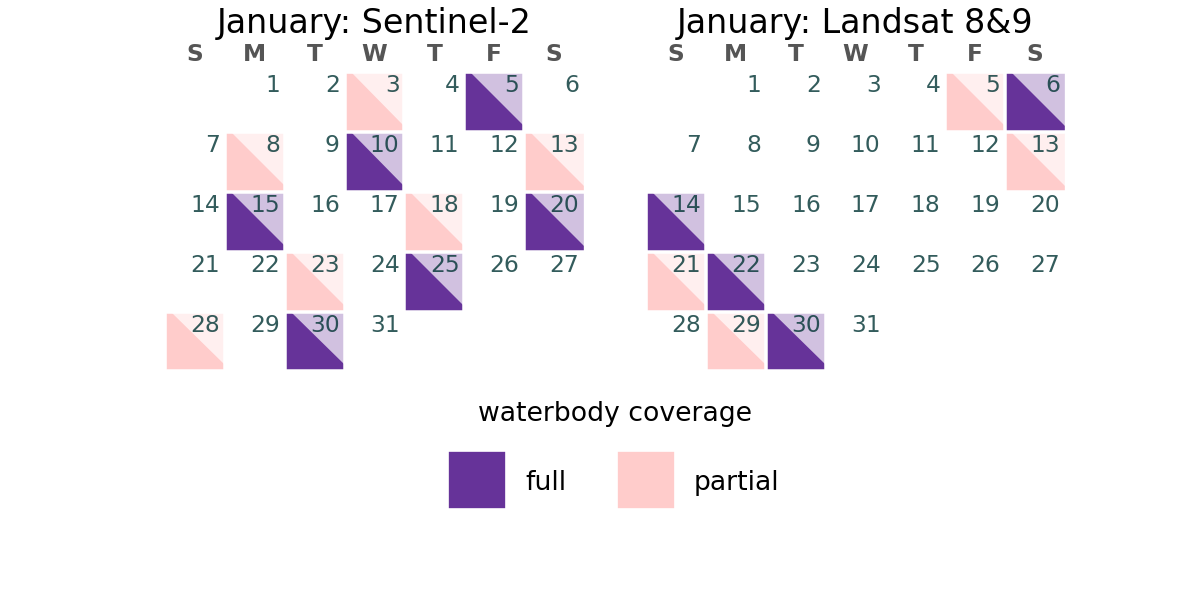 January: Sentinel-2
S M T W T F S
1 2 3 4 5 6
7 8 9 10 11 12 13
14 15 16 17 18 19 20
21 22 23 24 25 26 27
28 29 30 31
January: Landsat 8&9
S M T W T F S
1 2 3 4 5 6
7 8 9 10 11 12 13
14 15 16 17 18 19 20
21 22 23 24 25 26 27
28 29 30 31
waterbody coverage
full partial